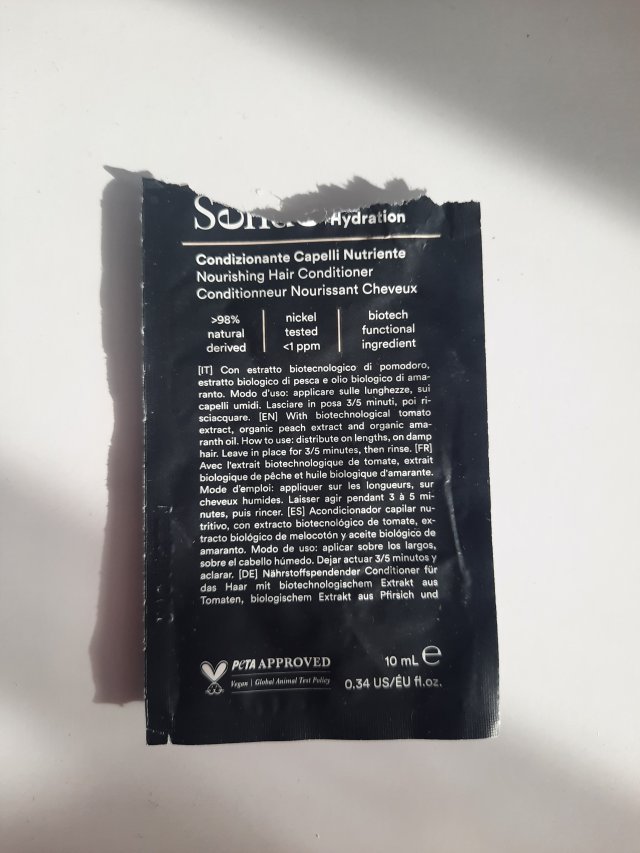 Hydration
Condizionante Capelli Nutriente
Nourishing Hair Conditioner
Conditionneur Nourissant Cheveux
>98%
natural
derived
nickel
tested
<1 ppm
biotech
functional
ingredient
[IT] Con estratto biotecnologico di pomodoro,
estratto biologico di pesca e olio biologico di ama-
ranto. Modo d'uso: applicare sulle lunghezze, sui
capelli umidi. Lasciare in posa 3/5 minuti, poi ri-
sciacquare. [EN] With biotechnological tomato
extract, organic peach extract and organic ama-
ranth oil. How to use: distribute on lengths, on damp
hair. Leave in place for 3/5 minutes, then rinse. [FR]
Avec l'extrait biotechnologique de tomate, extrait
biologique de pêche et huile biologique d'amarante.
Mode d'emploi: appliquer sur les longueurs, sur
cheveux humides. Laisser agir pendant 3 à 5 mi-
nutes, puis rincer. [ES] Acondicionador capilar nu-
tritivo, con extracto biotecnológico de tomate, ex-
tracto biológico de melocotón y aceite biológico de
amaranto. Modo de uso: aplicar sobre los largos,
sobre el cabello húmedo. Dejar actuar 3/5 minutos y
aclarar. [DE] Nährstoffspendender Conditioner für
das Haar mit biotechnologischem Extrakt aus
Tomaten, biologischem Extrakt aus Pfirsich und
PETA APPROVED
Vegan | Global Animal Test Policy
10 mL e
0.34 US/EU fl.oz.